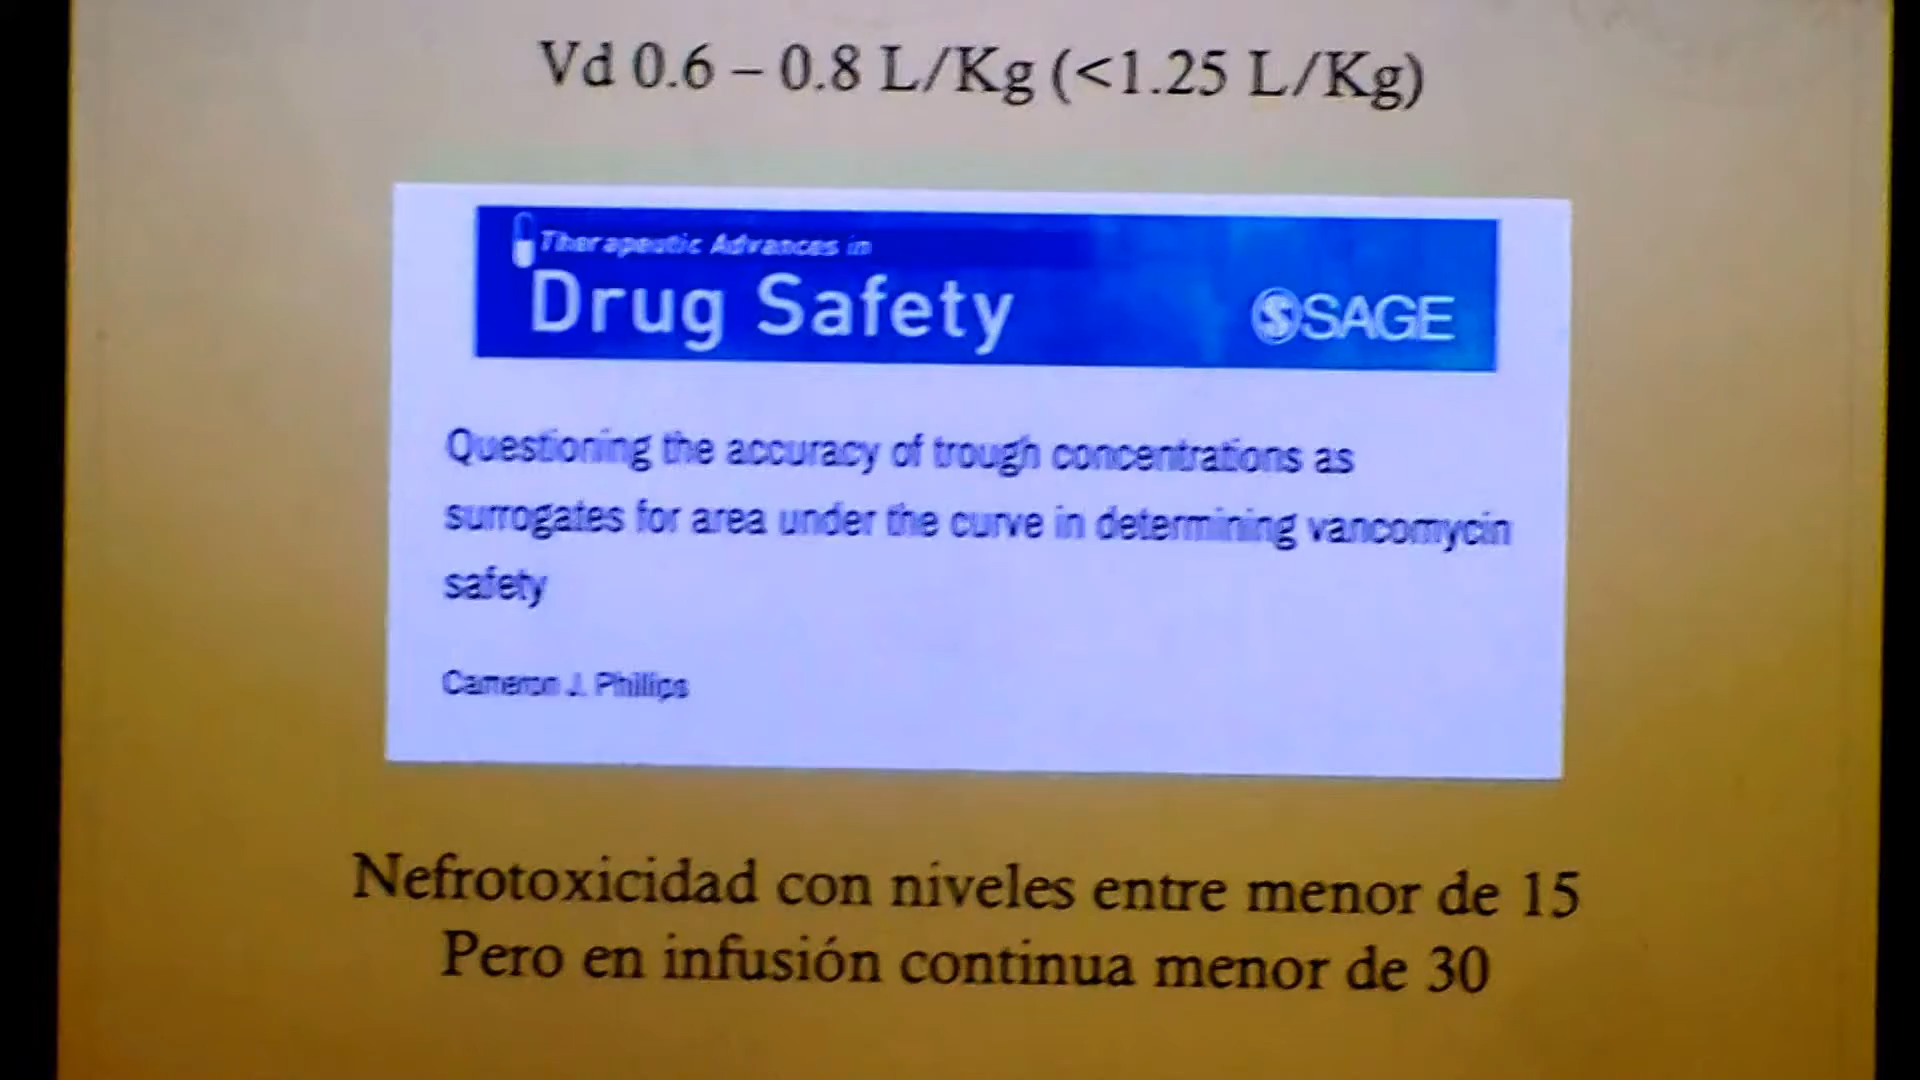 Vd 0.6 – 0.8 L/Kg (<1.25 L/Kg)
Therapeutic Advances in
Drug Safety
SAGE
Questioning the accuracy of trough concentrations as
surrogates for area under the curve in determining vancomycin
safety
Cameron J. Phillips
Nefrotoxicidad con niveles entre menor de 15
Pero en infusión continua menor de 30